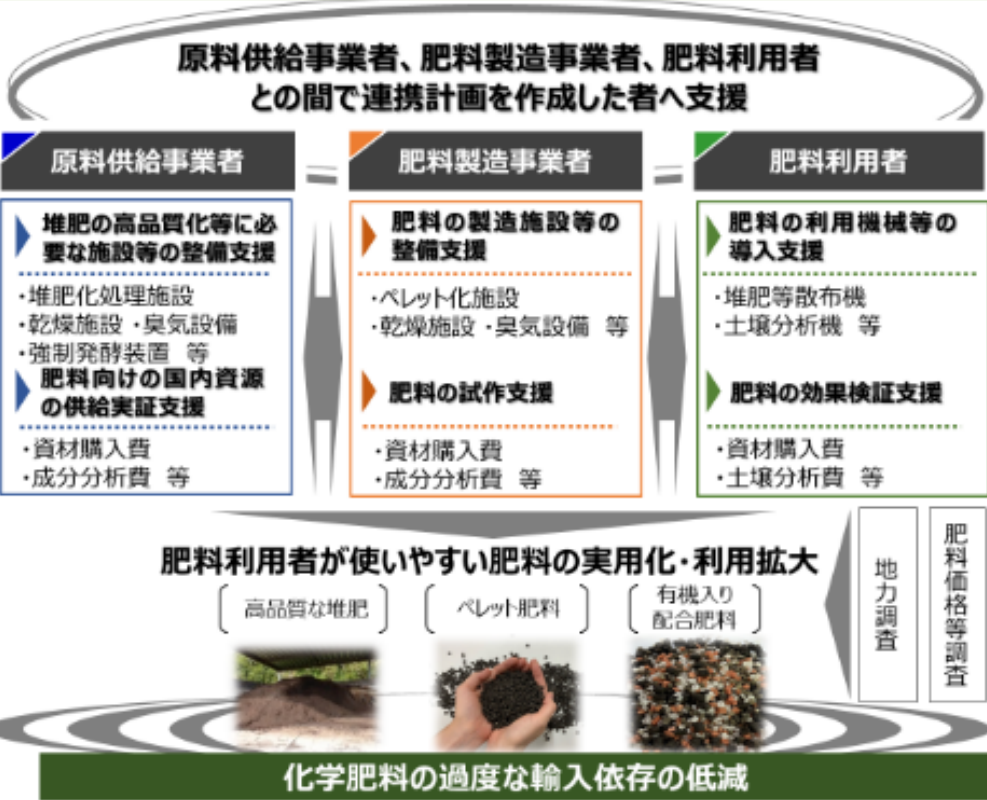 原料供給事業者、肥料製造事業者、肥料利用者
との間で連携計画を作成した者へ支援
原料供給事業者
堆肥の高品質化等に必
要な施設等の整備支援
・堆肥化処理施設
・乾燥施設・臭気設備
・強制発酵装置 等
肥料向けの国内資源
の供給実証支援
・資材購入費
・成分分析費 等
肥料製造事業者
肥料の製造施設等の
整備支援
・ペレット化施設
・乾燥施設・臭気設備 等
肥料の試作支援
・資材購入費
・成分分析費 等
肥料利用者
肥料の利用機械等の
導入支援
・堆肥等散布機
・土壌分析機 等
肥料の効果検証支援
・資材購入費
・土壌分析費 等
肥料利用者が使いやすい肥料の実用化・利用拡大
高品質な堆肥
ペレット肥料
有機入り
配合肥料
地力調査
肥料価格等調査
化学肥料の過度な輸入依存の低減